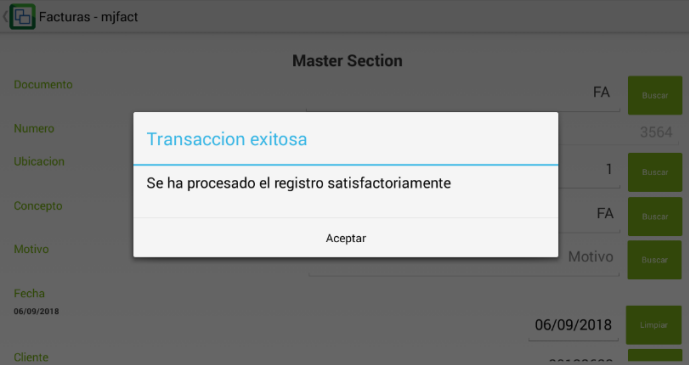 Facturas - mjfact
Master Section
Documento
FA
Buscar
Numero
3564
Ubicacion
1
Buscar
Concepto
FA
Buscar
Motivo
Motivo
Buscar
Fecha
06/09/2018
06/09/2018
Limpiar
Cliente
Transaccion exitosa
Se ha procesado el registro satisfactoriamente
Aceptar